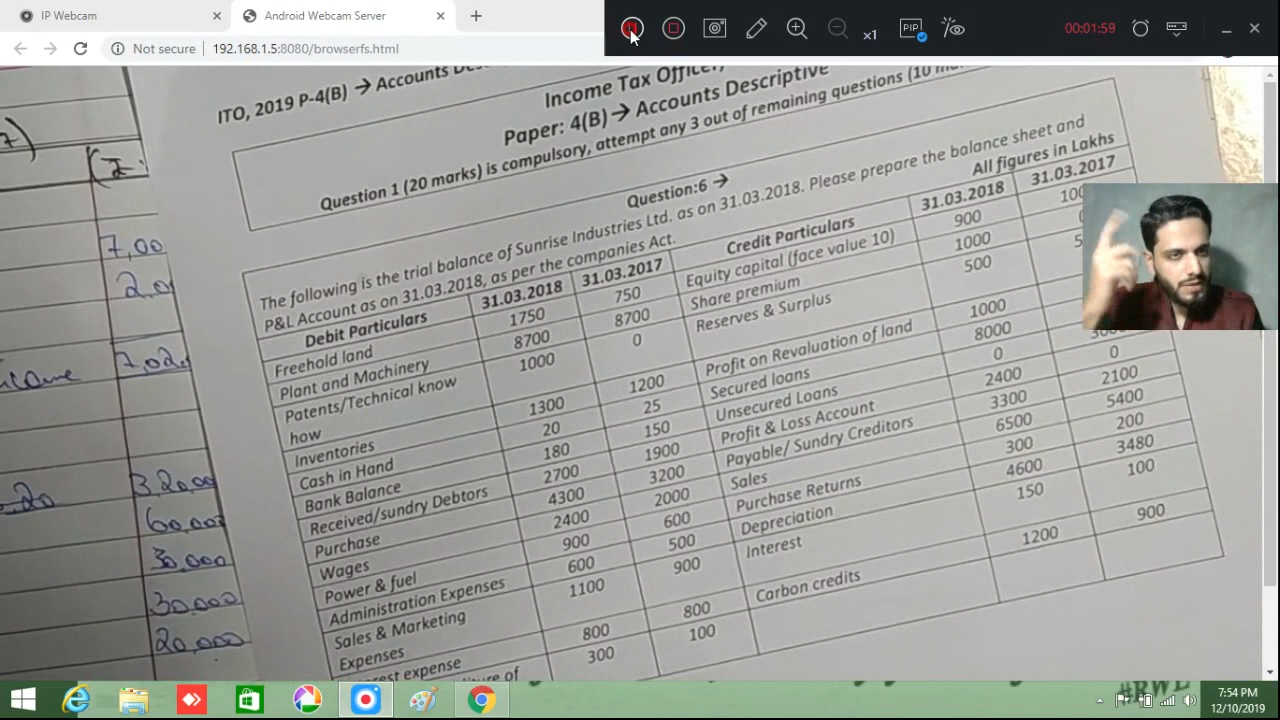 IP Webcam
Android Webcam Server
Not secure
192.168.1.5:8080/browserfs.html
x1
PIP
00:01:59
ITO, 2019 P-4(B) → Accounts
Income Tax Officer,
Paper: 4(B) → Accounts Descriptive
Question 1 (20 marks) is compulsory, attempt any 3 out of remaining questions (10
Question:6 →
The following is the trial balance of Sunrise Industries Ltd. as on 31.03.2018. Please prepare the balance sheet and
P&L Account as on 31.03.2018, as per the companies Act.
All figures in Lakhs
Debit Particulars 31.03.2018 31.03.2017 Credit Particulars 31.03.2018 31.03.2017
Freehold land 1750 750 Equity capital (face value 10) 900
Plant and Machinery 8700 8700 Share premium 1000
Patents/Technical know how 1000 0 Reserves & Surplus 500
Profit on Revaluation of land 1000
Inventories 1300 1200 Secured loans 8000
Cash in Hand 20 25 Unsecured Loans 0 0
Bank Balance 180 150 Profit & Loss Account 2400 2100
Received/sundry Debtors 2700 1900 Payable/ Sundry Creditors 3300 5400
Purchase 4300 3200 Sales 6500 200
Wages 2400 2000 Purchase Returns 300 3480
Power & fuel 900 600 Depreciation 4600 100
Administration Expenses 600 500 Interest 150
Sales & Marketing Expenses 1100 900 Carbon credits 1200 900
expense 800 800
300 100
7,00
2,0
7,02,
3,20,00
60,000
30,000
30,000
20,000
7:54 PM
12/10/2019